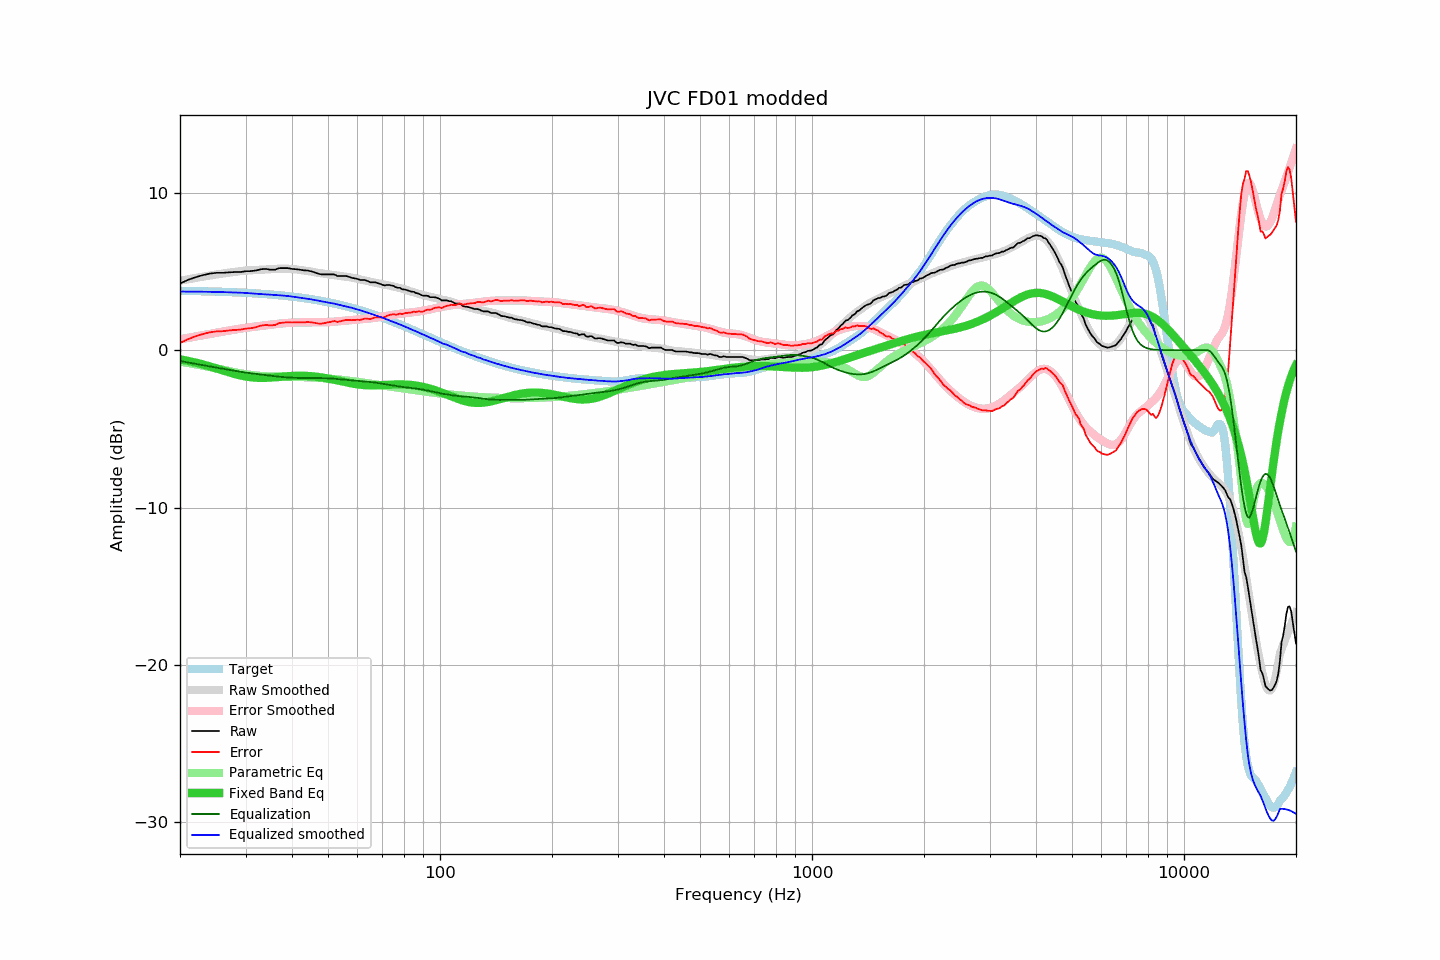 JVC FD01 modded
10
0
−10
−20
−30
Amplitude (dBr)
Target
Raw Smoothed
Error Smoothed
Raw
Error
Parametric Eq
Fixed Band Eq
Equalization
Equalized smoothed
100
1000
10000
Frequency (Hz)